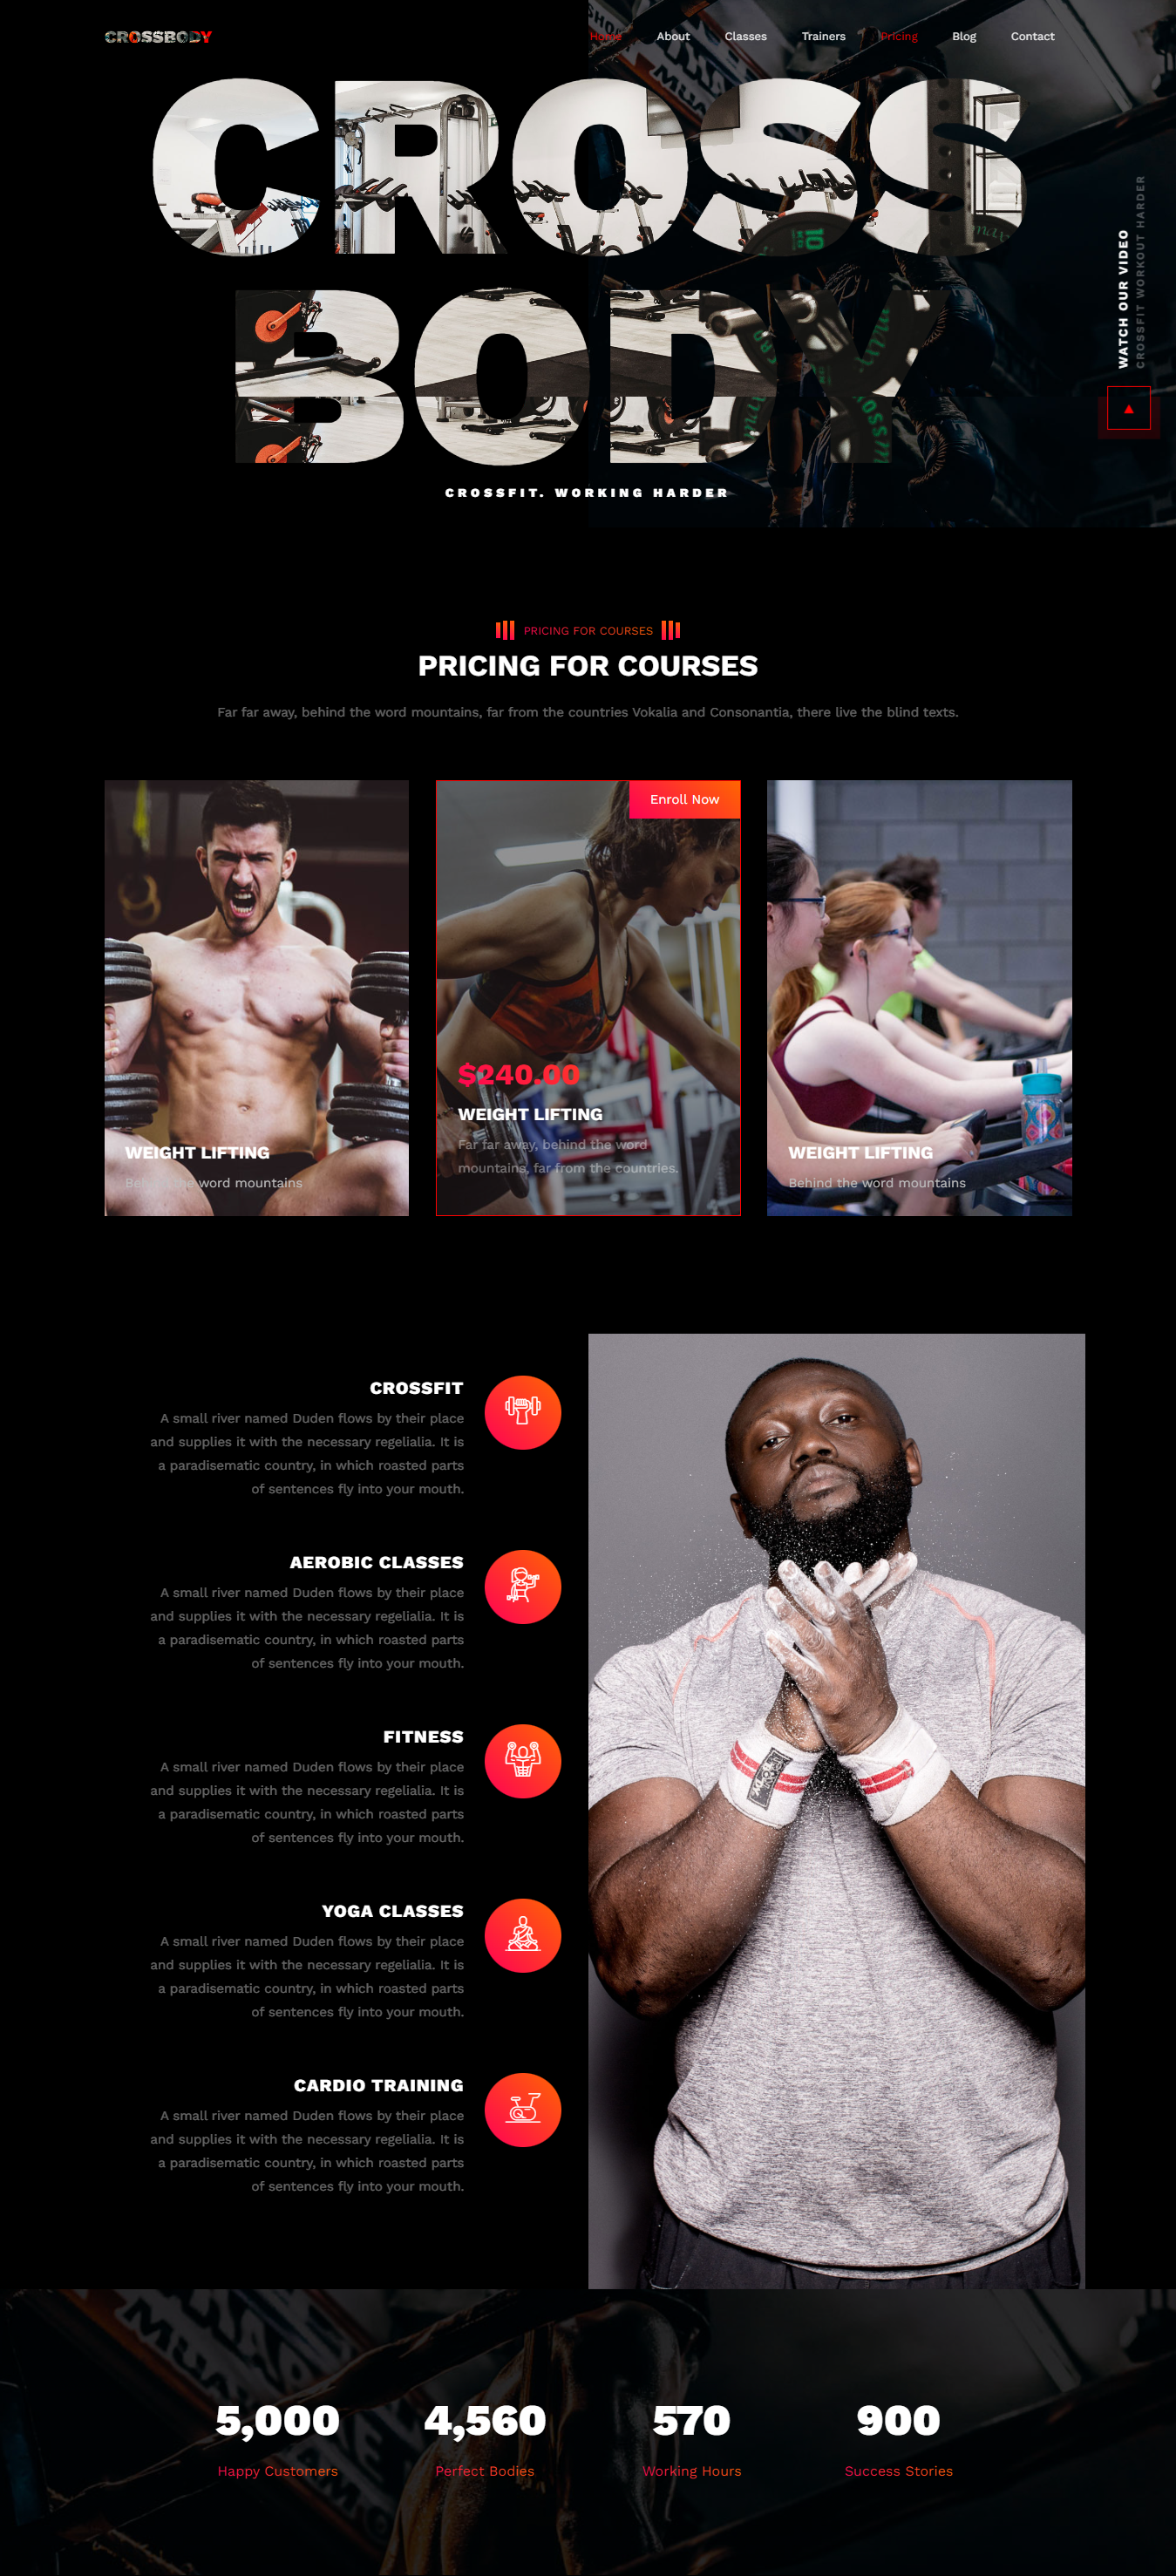 CROSSBODY
Home About Classes Trainers Pricing Blog Contact
CROSS
BODY
CROSSFIT. WORKING HARDER
WATCH OUR VIDEO
CROSSFIT WORKOUT HARDER
PRICING FOR COURSES
PRICING FOR COURSES
Far far away, behind the word mountains, far from the countries Vokalia and Consonantia, there live the blind texts.
WEIGHT LIFTING
Behind the word mountains
Enroll Now
$240.00
WEIGHT LIFTING
Far far away, behind the word
mountains, far from the countries.
WEIGHT LIFTING
Behind the word mountains
CROSSFIT
A small river named Duden flows by their place
and supplies it with the necessary regelialia. It is
a paradisematic country, in which roasted parts
of sentences fly into your mouth.
AEROBIC CLASSES
A small river named Duden flows by their place
and supplies it with the necessary regelialia. It is
a paradisematic country, in which roasted parts
of sentences fly into your mouth.
FITNESS
A small river named Duden flows by their place
and supplies it with the necessary regelialia. It is
a paradisematic country, in which roasted parts
of sentences fly into your mouth.
YOGA CLASSES
A small river named Duden flows by their place
and supplies it with the necessary regelialia. It is
a paradisematic country, in which roasted parts
of sentences fly into your mouth.
CARDIO TRAINING
A small river named Duden flows by their place
and supplies it with the necessary regelialia. It is
a paradisematic country, in which roasted parts
of sentences fly into your mouth.
5,000 4,560 570 900
Happy Customers Perfect Bodies Working Hours Success Stories